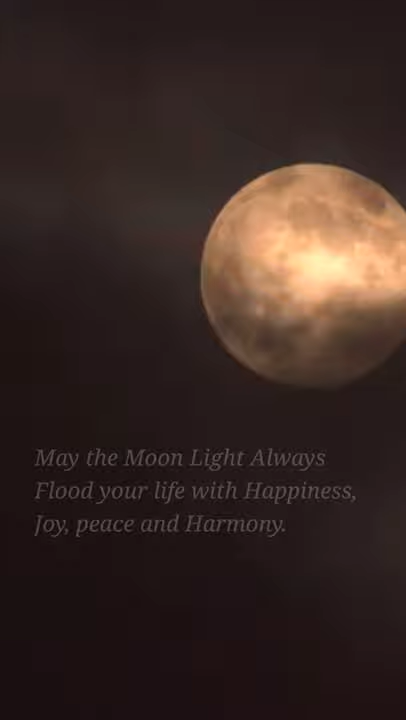 May the Moon Light Always
Flood your life with Happiness,
Joy, peace and Harmony.